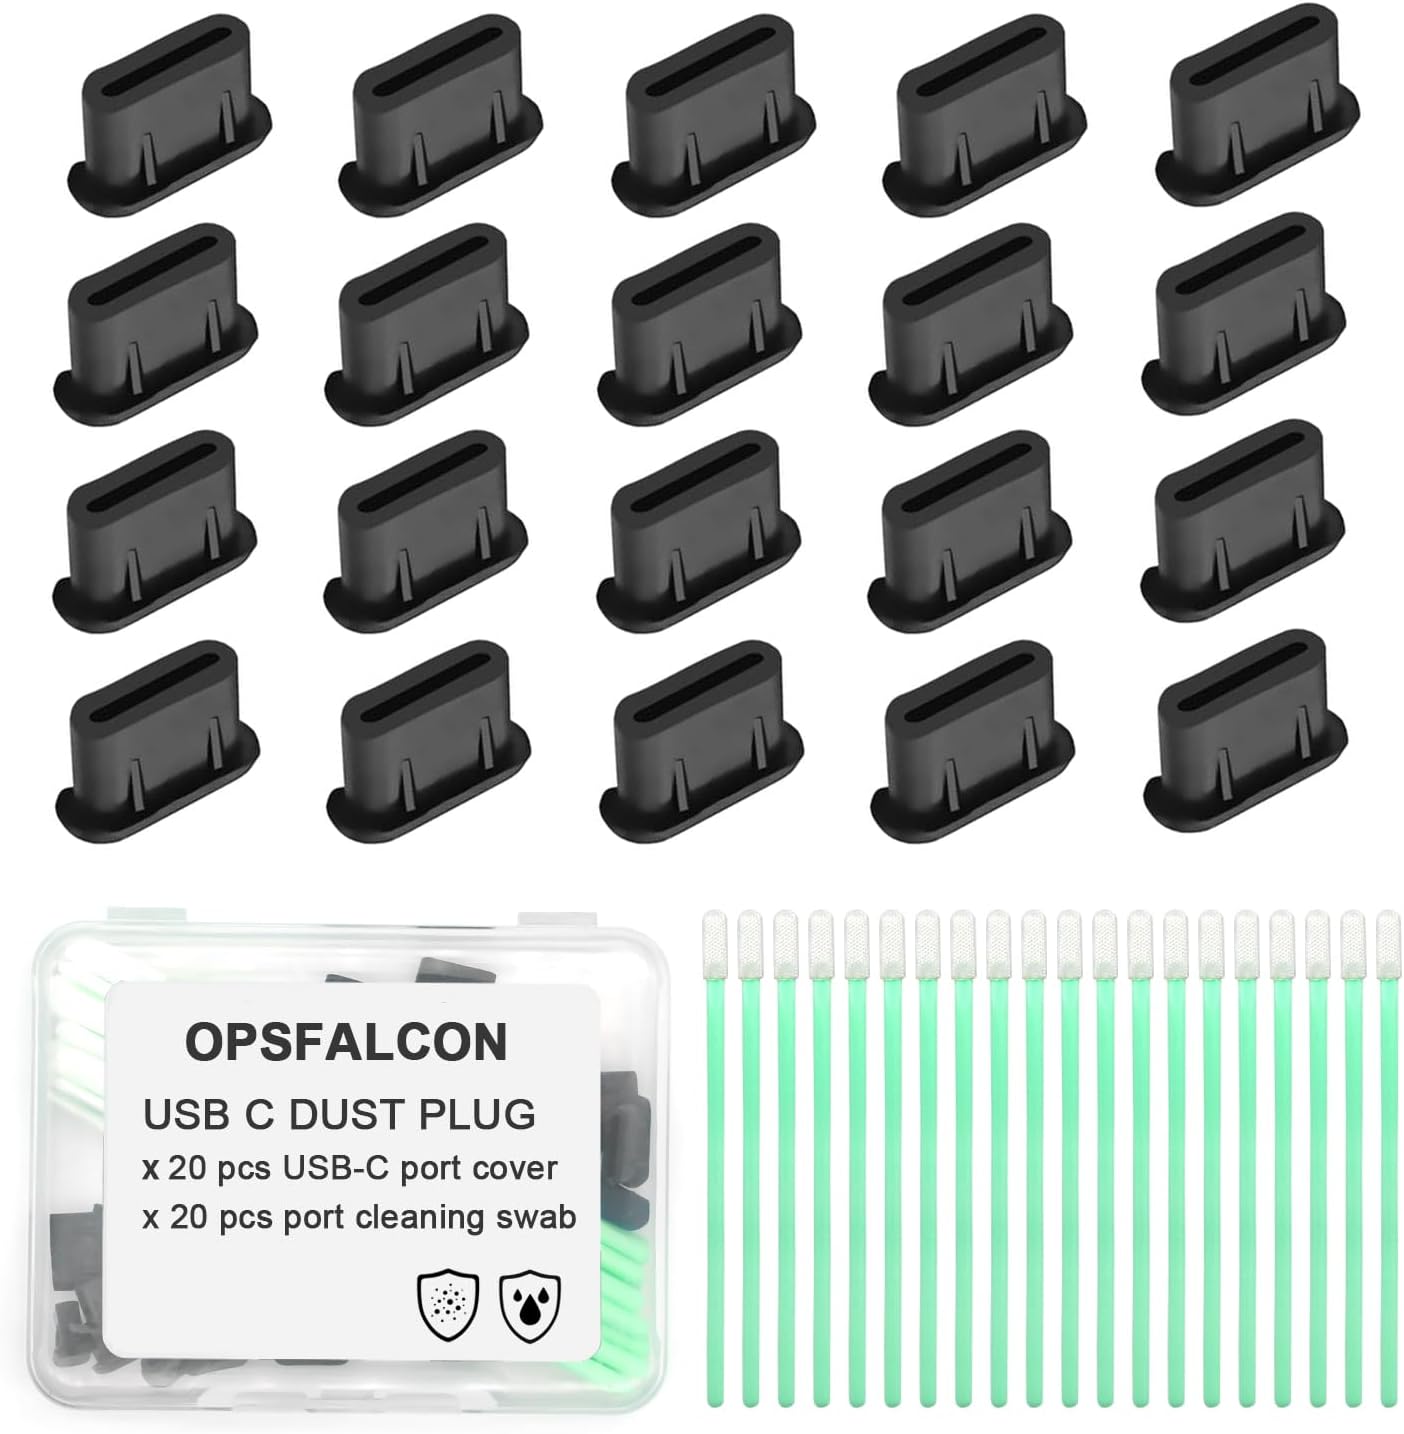 OPSFALCON
USB C DUST PLUG
x 20 pcs USB-C port cover
x 20 pcs port cleaning swab